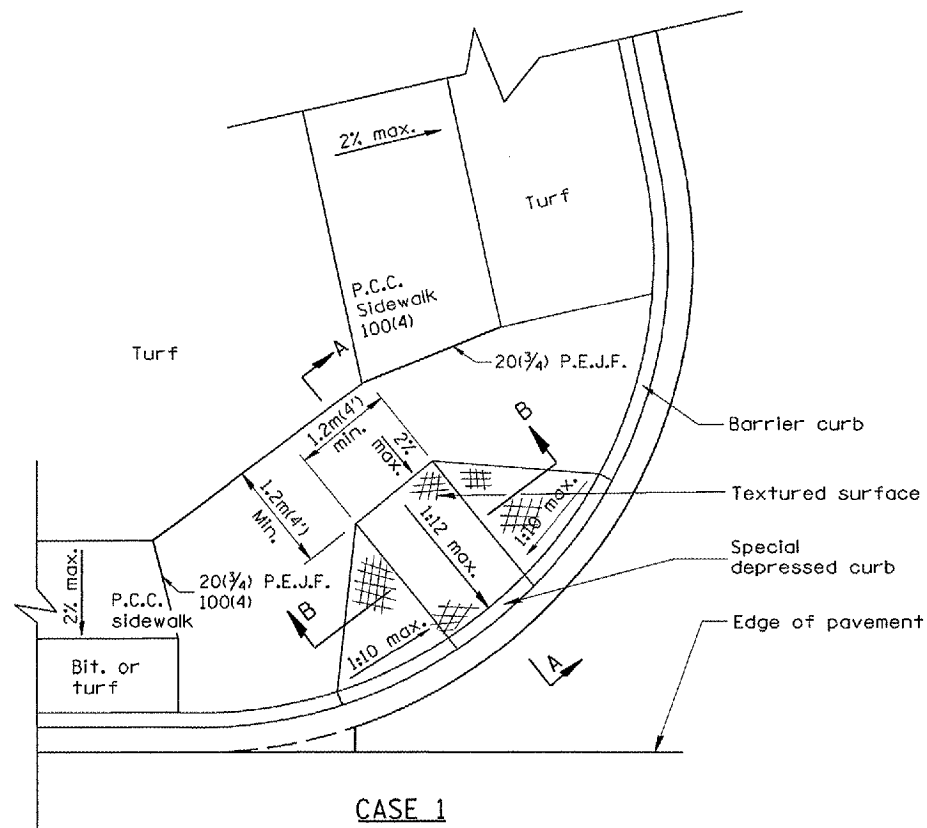 2% max.
Turf
P.C.C.
Sidewalk
100(4)
Turf
A
20(3/4) P.E.J.F.
1.2m(4')
min.
2%
max.
B
Barrier curb
1.2m(4')
Min.
1:10 max.
Textured surface
1:12 max.
Special
depressed curb
2% max.
20(3/4) P.E.J.F.
100(4)
P.C.C.
sidewalk
B
Edge of pavement
1:10 max.
A
Bit. or
turf
CASE 1